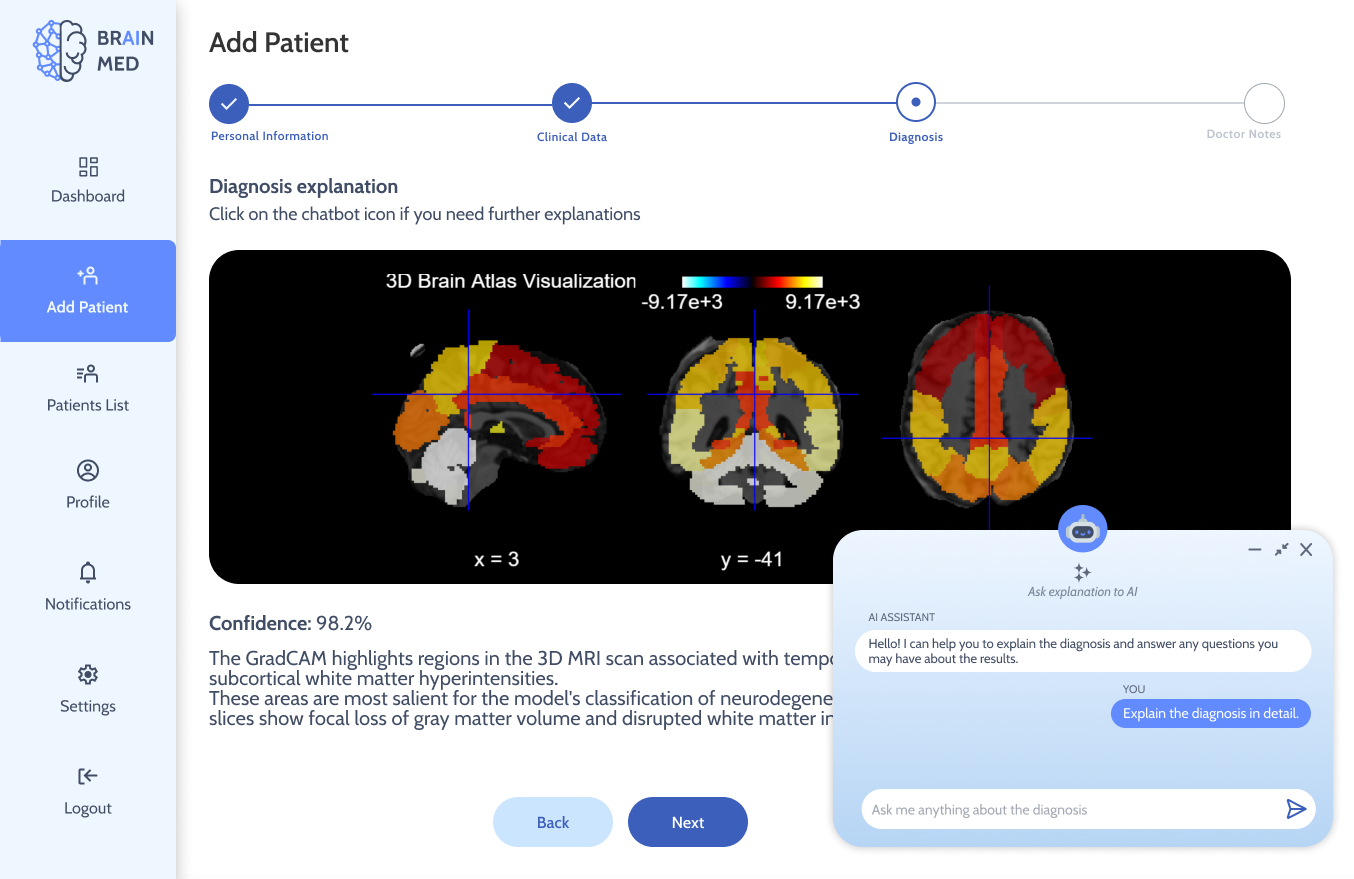 BRAIN
MED
Dashboard
Add Patient
Patients List
Profile
Notifications
Settings
Logout
Add Patient
Personal Information
Clinical Data
Diagnosis
Doctor Notes
Diagnosis explanation
Click on the chatbot icon if you need further explanations
3D Brain Atlas Visualization
-9.17e+3 9.17e+3
x = 3
y = -41
Confidence: 98.2%
The GradCAM highlights regions in the 3D MRI scan associated with
subcortical white matter hyperintensities.
These areas are most salient for the model's classification of
slices show focal loss of gray matter volume and disrupted white matter
Back
Next
Ask explanation to AI
AI ASSISTANT
Hello! I can help you to explain the diagnosis and answer any questions you
may have about the results.
YOU
Explain the diagnosis in detail.
Ask me anything about the diagnosis